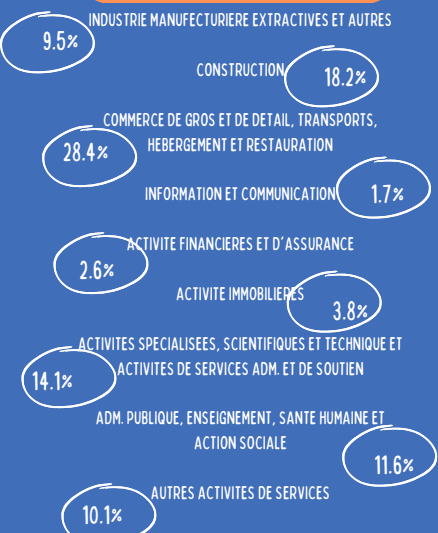 INDUSTRIE MANUFECTURIERE EXTRACTIVES ET AUTRES
9.5%
CONSTRUCTION
18.2%
COMMERCE DE GROS ET DE DETAIL, TRANSPORTS,
HEBERGEMENT ET RESTAURATION
28.4%
INFORMATION ET COMMUNICATION
1.7%
ACTIVITE FINANCIERES ET D'ASSURANCE
2.6%
ACTIVITE IMMOBILIERES
3.8%
ACTIVITES SPECIALISEES, SCIENTIFIQUES ET TECHNIQUE ET
ACTIVITES DE SERVICES ADM. ET DE SOUTIEN
14.1%
ADM. PUBLIQUE, ENSEIGNEMENT, SANTE HUMAINE ET
ACTION SOCIALE
11.6%
AUTRES ACTIVITES DE SERVICES
10.1%